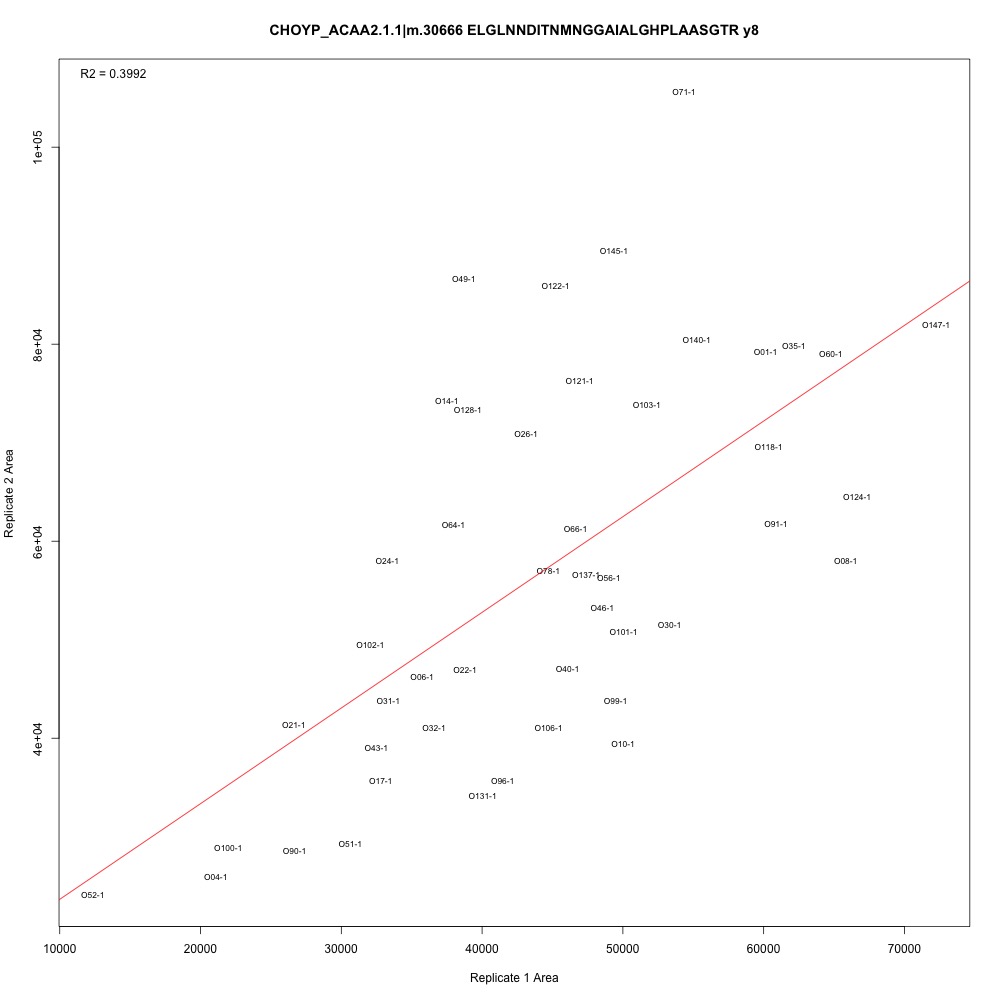 CHOYP_ACAA2.1.1|m.30666 ELGLNNDITNMNGGAIALGHPLAASGTR y8
R2 = 0.3992
O71-1
1e+05
O145-1
O49-1
O122-1
O147-1
O140-1
8e+04
O35-1
O01-1
O60-1
O121-1
O14-1
O103-1
O128-1
O26-1
O118-1
Replicate 2 Area
O124-1
O64-1
O91-1
O66-1
6e+04
O24-1
O08-1
O78-1
O137-1
O56-1
O46-1
O30-1
O101-1
O102-1
O22-1
O40-1
O06-1
O31-1
O99-1
O21-1
O32-1
O106-1
4e+04
O10-1
O43-1
O17-1
O96-1
O131-1
O51-1
O100-1
O90-1
O04-1
O52-1
10000 20000 30000 40000 50000 60000 70000
Replicate 1 Area